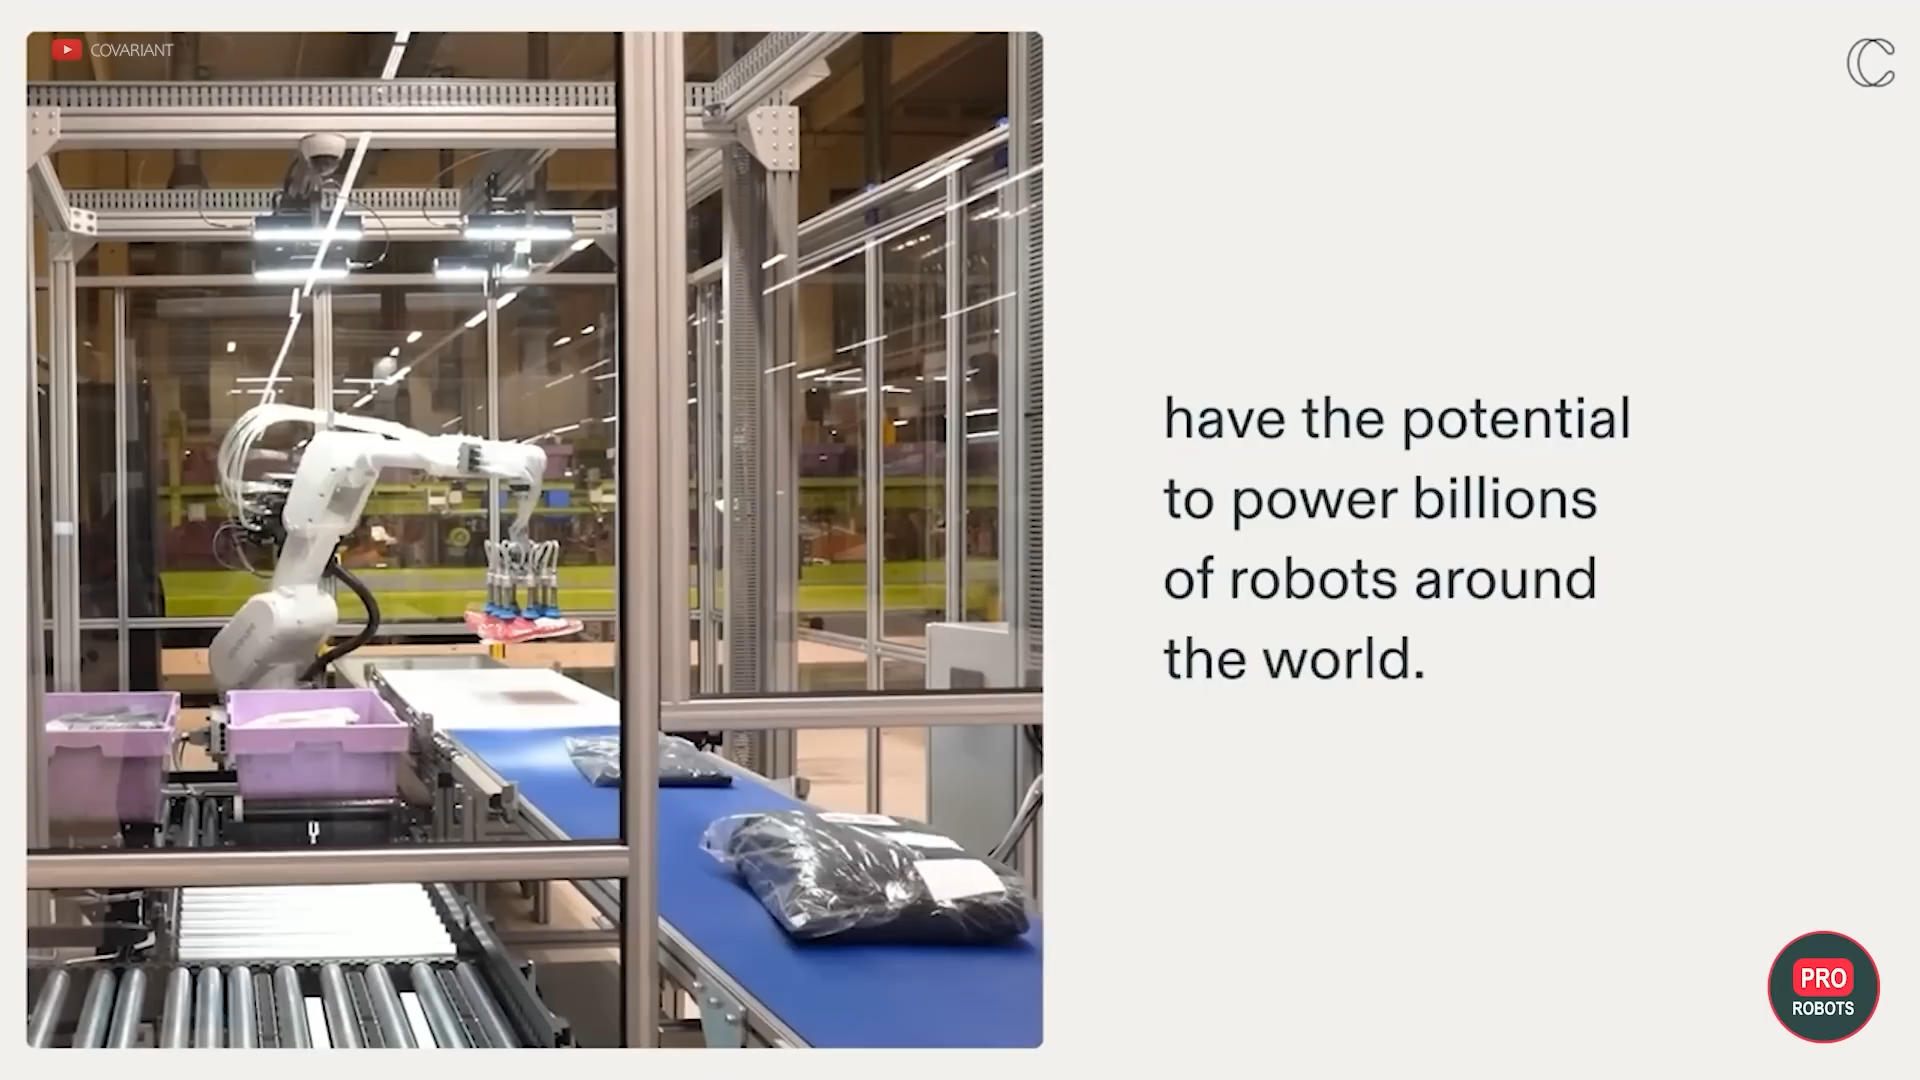 COVARIANT
have the potential
to power billions
of robots around
the world.
PRO
ROBOTS